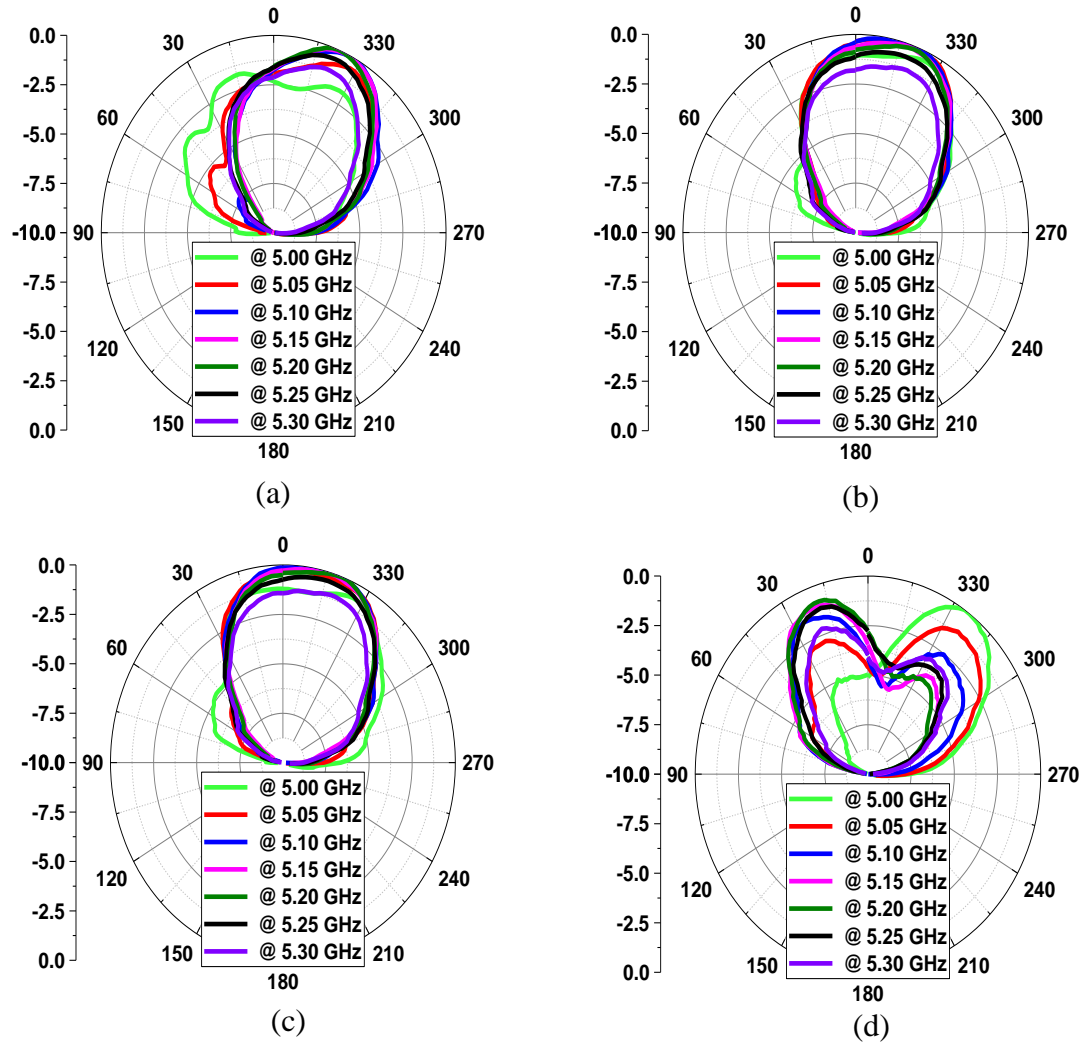 0
30
330
60
300
90
270
120
240
150
210
180
0.0
-2.5
-5.0
-7.5
-10.0
-7.5
-5.0
-2.5
0.0
@ 5.00 GHz
@ 5.05 GHz
@ 5.10 GHz
@ 5.15 GHz
@ 5.20 GHz
@ 5.25 GHz
@ 5.30 GHz
(a)
0
30
330
60
300
90
270
120
240
150
210
180
0.0
-2.5
-5.0
-7.5
-10.0
-7.5
-5.0
-2.5
0.0
@ 5.00 GHz
@ 5.05 GHz
@ 5.10 GHz
@ 5.15 GHz
@ 5.20 GHz
@ 5.25 GHz
@ 5.30 GHz
(b)
0
30
330
60
300
90
270
120
240
150
210
180
0.0
-2.5
-5.0
-7.5
-10.0
-7.5
-5.0
-2.5
0.0
@ 5.00 GHz
@ 5.05 GHz
@ 5.10 GHz
@ 5.15 GHz
@ 5.20 GHz
@ 5.25 GHz
@ 5.30 GHz
(c)
0
30
330
60
300
90
270
120
240
150
210
180
0.0
-2.5
-5.0
-7.5
-10.0
-7.5
-5.0
-2.5
0.0
@ 5.00 GHz
@ 5.05 GHz
@ 5.10 GHz
@ 5.15 GHz
@ 5.20 GHz
@ 5.25 GHz
@ 5.30 GHz
(d)